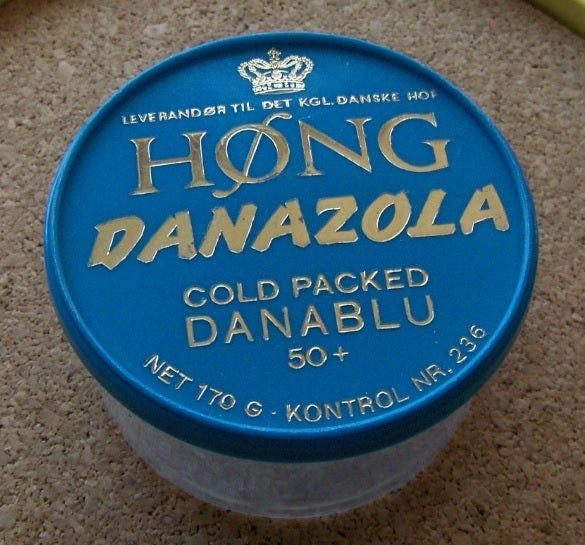 LEVERANDØR TIL DET KGL. DANSKE HOF
HØNG
DANAZOLA
COLD PACKED
DANABLU
50+
NET 170 G - KONTROL NR. 236